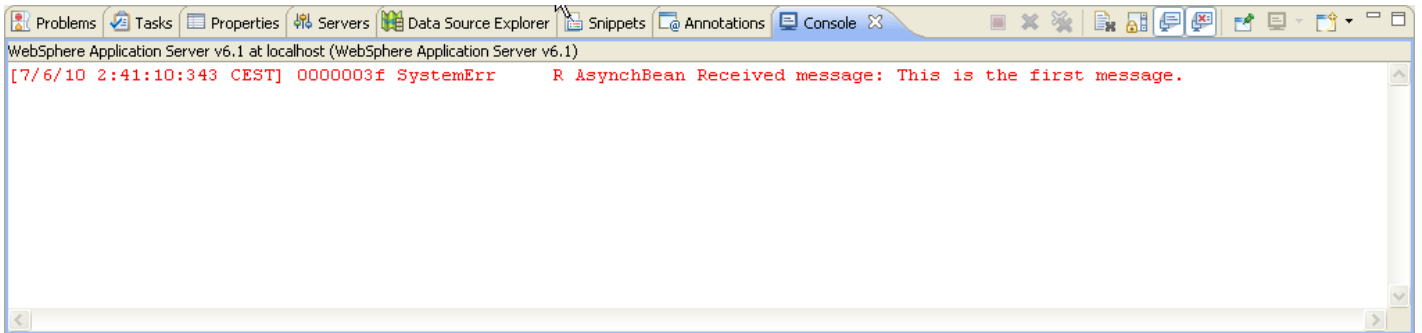 Problems Tasks Properties Servers Data Source Explorer Snippets Annotations Console
WebSphere Application Server v6.1 at localhost (WebSphere Application Server v6.1)
[7/6/10 2:41:10:343 CEST] 0000003f SystemErr R AsynchBean Received message: This is the first message.